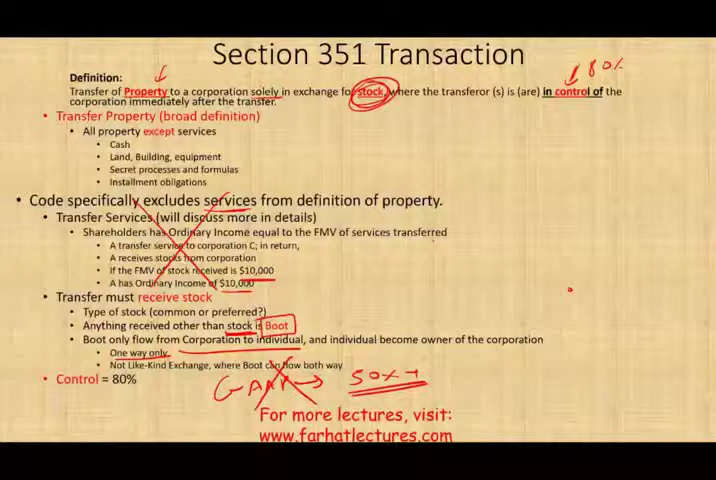 Section 351 Transaction
Definition:
80%
Transfer of Property to a corporation solely in exchange for stock, where the transferor (s) is (are) in control of the
corporation immediately after the transfer.
• Transfer Property (broad definition)
• All property except services
• Cash
• Land, Building, equipment
• Secret processes and formulas
• Installment obligations
• Code specifically excludes services from definition of property.
• Transfer Services (will discuss more in details)
• Shareholders has Ordinary Income equal to the FMV of services transferred
• A transfer service to corporation C; in return,
• A receives stocks from corporation
• If the FMV of stock received is $10,000
• A has Ordinary Income of $10,000
• Transfer must receive stock
• Type of stock (common or preferred?)
• Anything received other than stock is Boot
• Boot only flow from Corporation to individual, and individual become owner of the corporation
• One way only.
• Not Like-Kind Exchange, where Boot can flow both way
• Control = 80%
GAAP → 50% +
For more lectures, visit:
www.farhatlectures.com